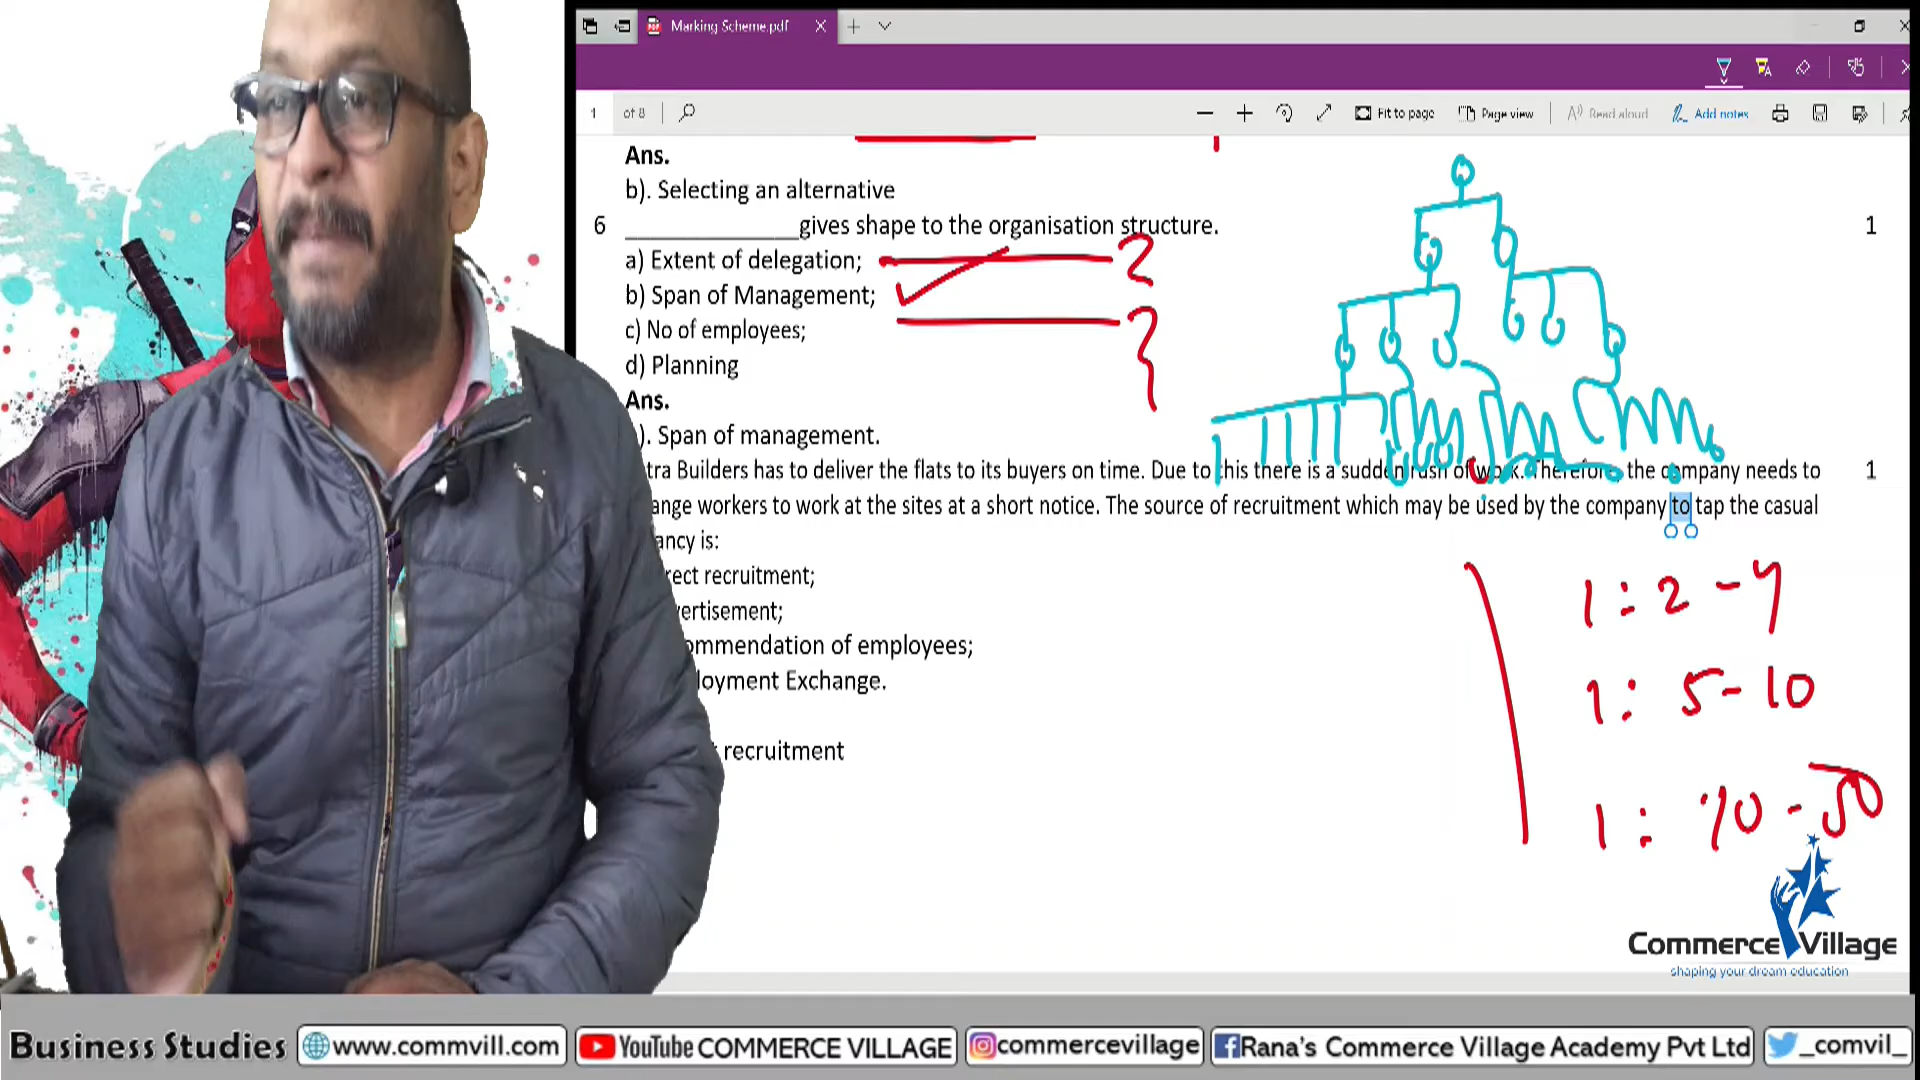 Marking Scheme.pdf
1 of 8
Fit to page
Page view
Read aloud
Add notes
Ans.
b). Selecting an alternative
6 ______________gives shape to the organisation structure. 1
a) Extent of delegation;
b) Span of Management;
c) No of employees;
d) Planning
Ans.
). Span of management.
tra Builders has to deliver the flats to its buyers on time. Due to this there is a sudden rush of work. Therefore, the company needs to 1
ange workers to work at the sites at a short notice. The source of recruitment which may be used by the company to tap the casual
ancy is:
rect recruitment;
vertisement;
ommendation of employees;
loyment Exchange.
recruitment
1 : 2 - 4
1 : 5 - 10
1 : 10 - 50
Commerce Village
shaping your dream education
Business Studies
www.commvill.com
YouTube COMMERCE VILLAGE
commercevillage
Rana's Commerce Village Academy Pvt Ltd
_comvil_